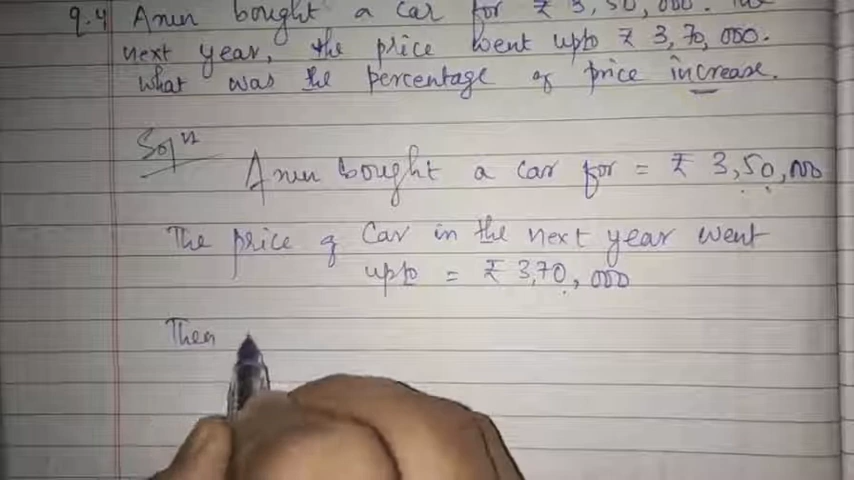 Q.4 Arun bought a car for ₹ 3,50,000. The
next year, the price went upto ₹ 3,70,000.
what was the percentage of price increase.
Sol n
Arun bought a car for = ₹ 3,50,000
The price of Car in the next year went
upto = ₹ 3,70,000
Then